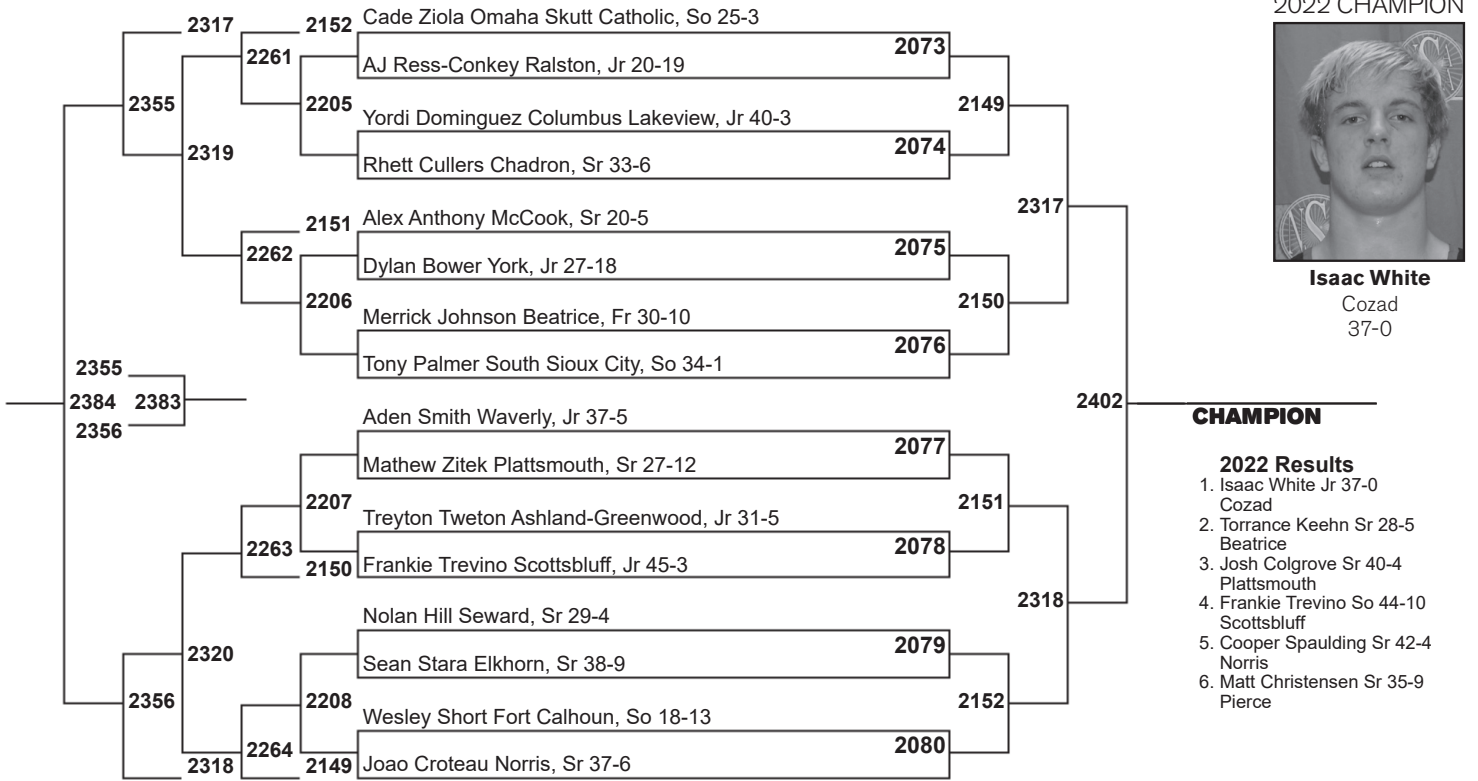 2022 CHAMPION
2317
2152
Cade Ziola Omaha Skutt Catholic, So 25-3
2073
2261
AJ Ress-Conkey Ralston, Jr 20-19
2355
2205
Yordi Dominguez Columbus Lakeview, Jr 40-3
2149
2319
2074
Rhett Cullers Chadron, Sr 33-6
2317
2151
Alex Anthony McCook, Sr 20-5
2262
2075
Dylan Bower York, Jr 27-18
2206
2150
Merrick Johnson Beatrice, Fr 30-10
2076
Tony Palmer South Sioux City, So 34-1
Isaac White
Cozad
37-0
2355
2384
2383
2356
2402
CHAMPION
Aden Smith Waverly, Jr 37-5
2077
Mathew Zitek Plattsmouth, Sr 27-12
2207
2151
Treyton Tweton Ashland-Greenwood, Jr 31-5
2263
2078
2150
Frankie Trevino Scottsbluff, Jr 45-3
2318
Nolan Hill Seward, Sr 29-4
2320
2079
Sean Stara Elkhorn, Sr 38-9
2356
2208
2152
Wesley Short Fort Calhoun, So 18-13
2264
2080
2318
2149
Joao Croteau Norris, Sr 37-6
2022 Results
1. Isaac White Jr 37-0
Cozad
2. Torrance Keehn Sr 28-5
Beatrice
3. Josh Colgrove Sr 40-4
Plattsmouth
4. Frankie Trevino So 44-10
Scottsbluff
5. Cooper Spaulding Sr 42-4
Norris
6. Matt Christensen Sr 35-9
Pierce